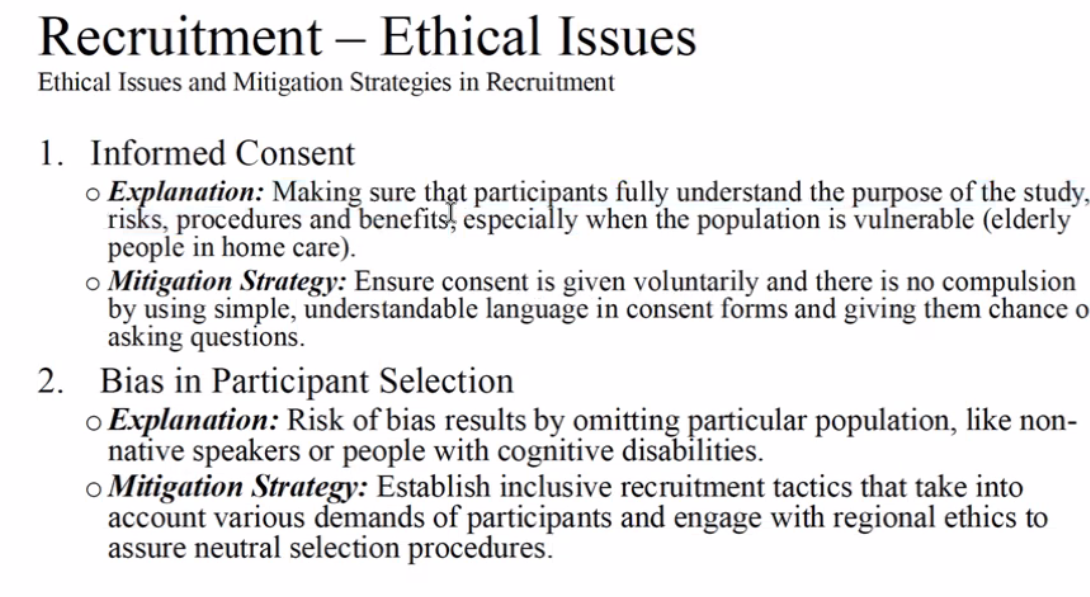 Recruitment – Ethical Issues
Ethical Issues and Mitigation Strategies in Recruitment
1. Informed Consent
o Explanation: Making sure that participants fully understand the purpose of the study,
risks, procedures and benefits, especially when the population is vulnerable (elderly
people in home care).
o Mitigation Strategy: Ensure consent is given voluntarily and there is no compulsion
by using simple, understandable language in consent forms and giving them chance o
asking questions.
2. Bias in Participant Selection
o Explanation: Risk of bias results by omitting particular population, like non-
native speakers or people with cognitive disabilities.
o Mitigation Strategy: Establish inclusive recruitment tactics that take into
account various demands of participants and engage with regional ethics to
assure neutral selection procedures.